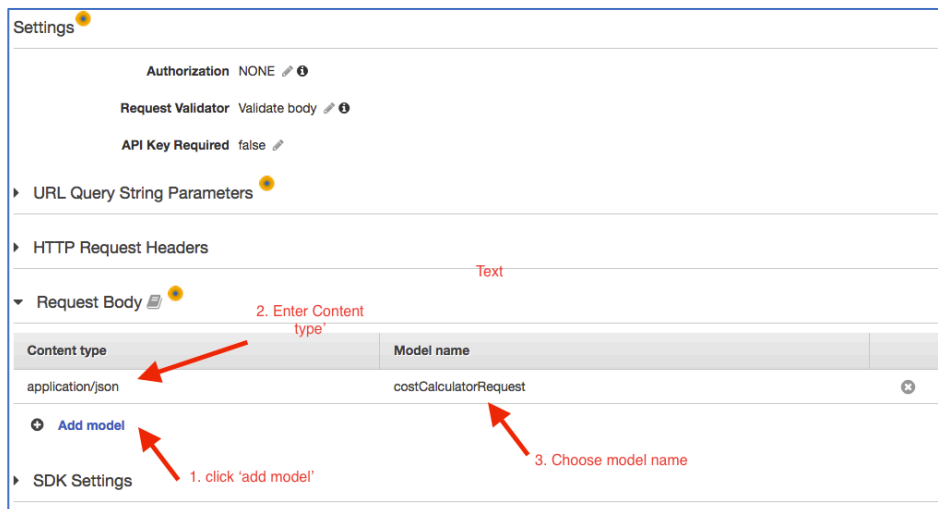 Settings
Authorization NONE
Request Validator Validate body
API Key Required false
URL Query String Parameters
HTTP Request Headers
Text
Request Body
2. Enter Content
type’
Content type Model name
application/json costCalculatorRequest
Add model
3. Choose model name
1. click ‘add model’
SDK Settings